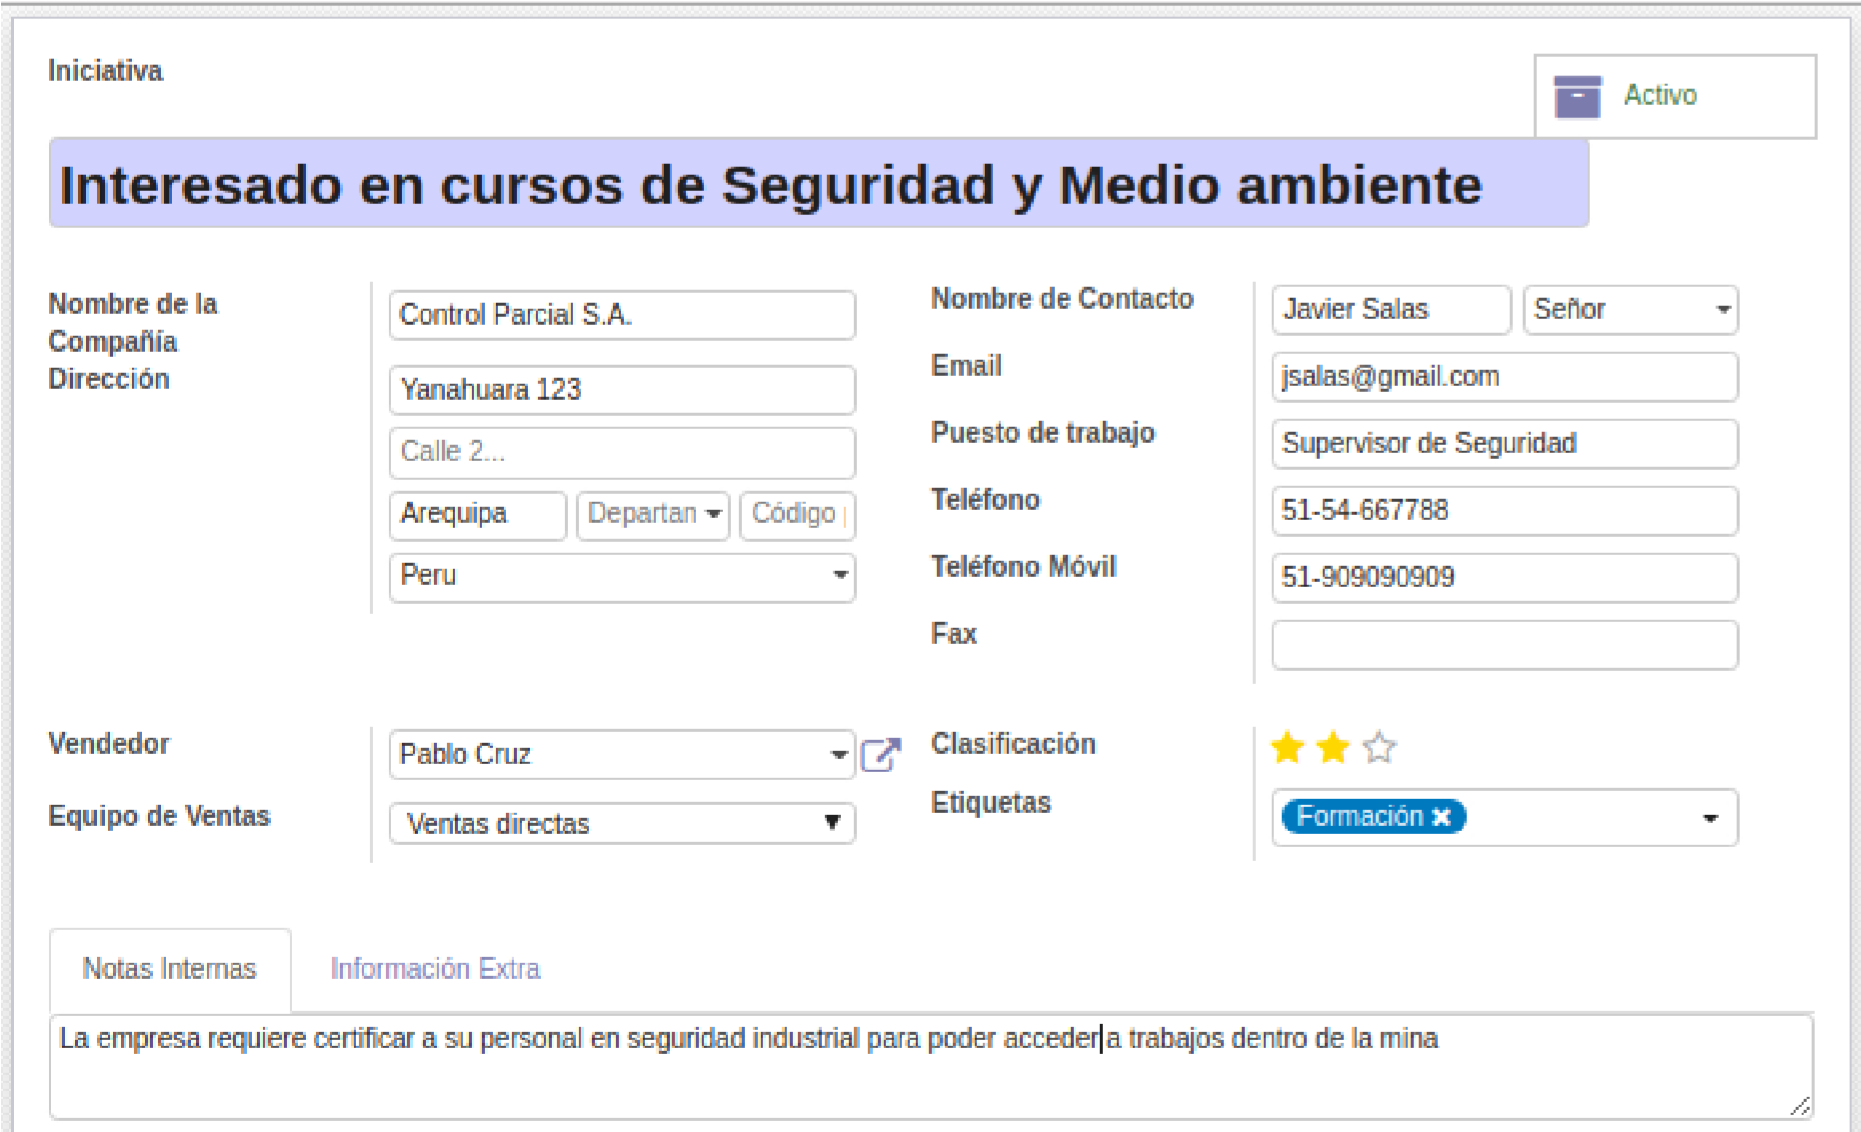 Iniciativa
Activo
Interesado en cursos de Seguridad y Medio ambiente
Nombre de la
Compañía
Control Parcial S.A.
Dirección
Yanahuara 123
Calle 2...
Arequipa
Departan
Código
Peru
Nombre de Contacto
Javier Salas
Señor
Email
jsalas@gmail.com
Puesto de trabajo
Supervisor de Seguridad
Teléfono
51-54-667788
Teléfono Móvil
51-909090909
Fax
Vendedor
Pablo Cruz
Equipo de Ventas
Ventas directas
Clasificación
Etiquetas
Formación
Notas Internas
Información Extra
La empresa requiere certificar a su personal en seguridad industrial para poder acceder a trabajos dentro de la mina